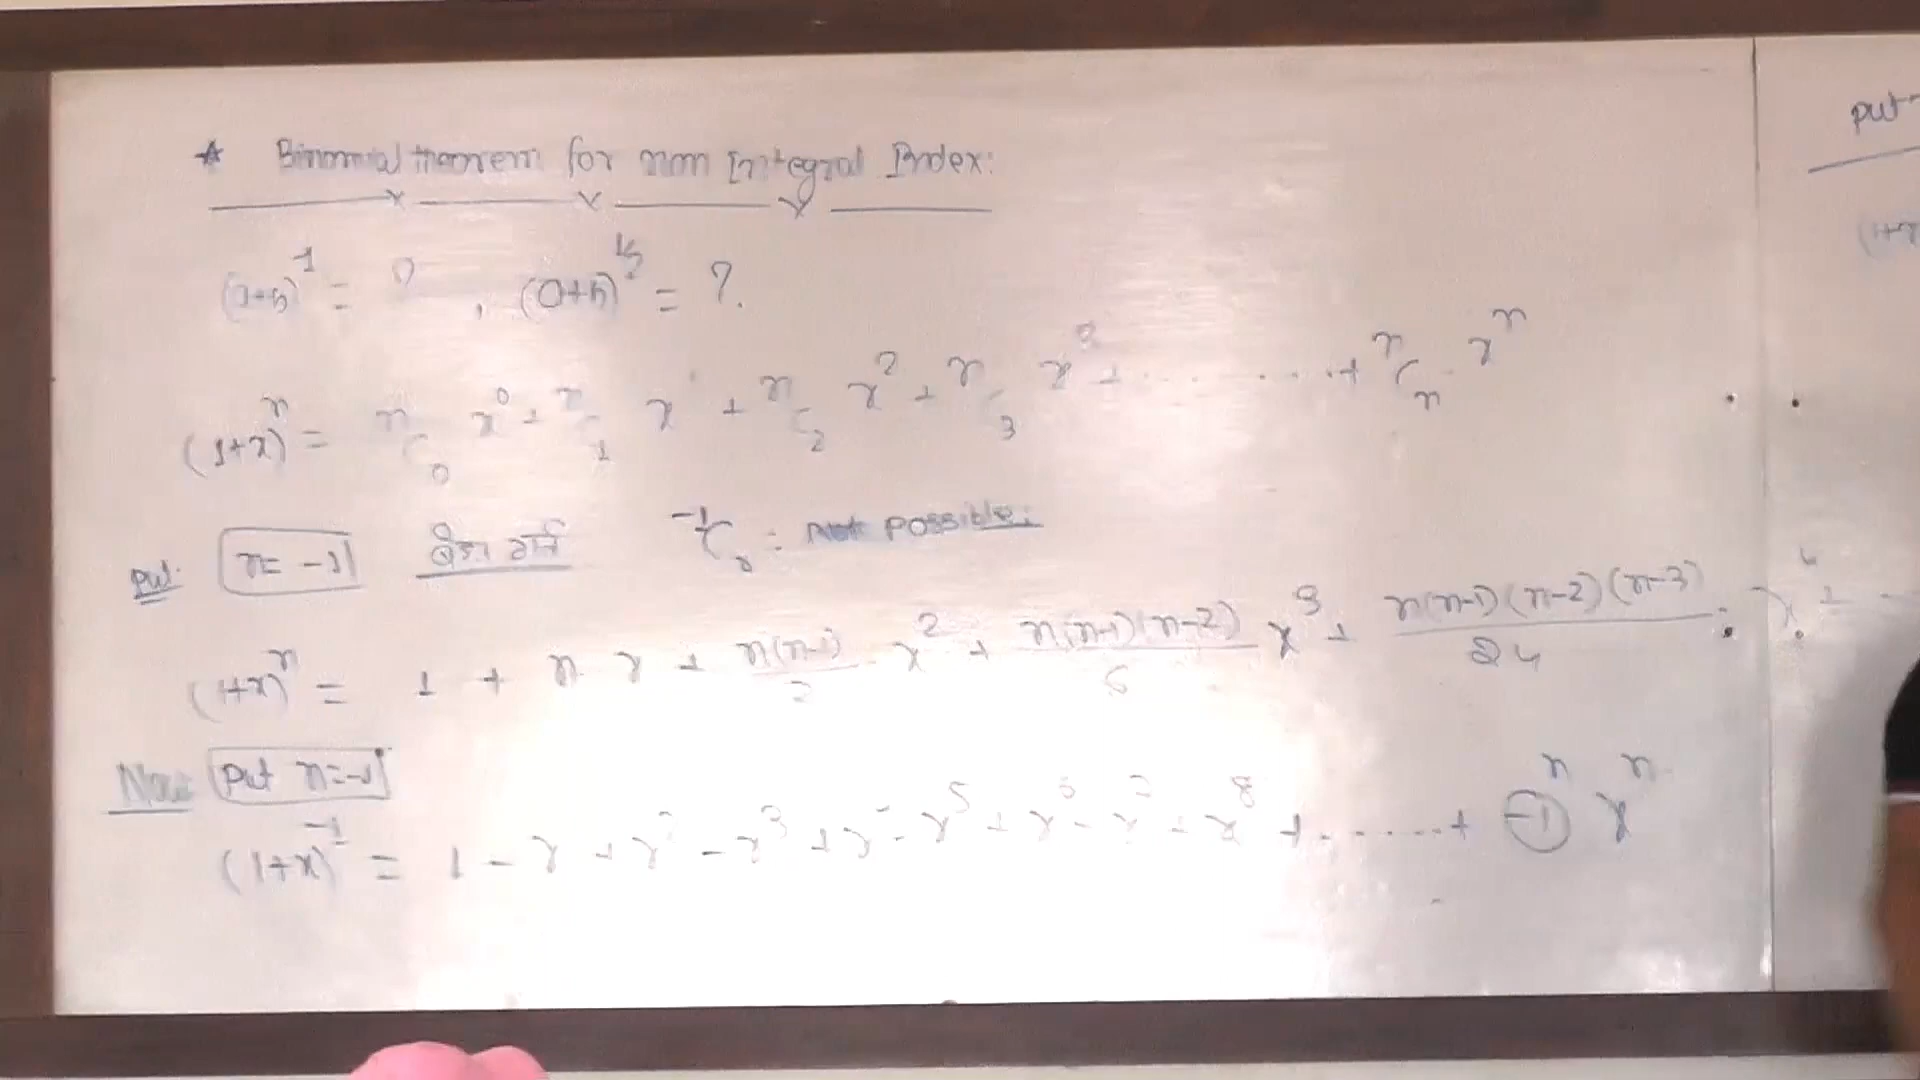 * Binomial theorem for non Integral Index:
(a+b)^-1 = ? , (a+b)^1/2 = ?.
(1+x)^n = nC0 x^0 + nC1 x^1 + nC2 x^2 + nC3 x^3 + ........ + nCn x^n
put n = -1 -1Cr = Not Possible.
(1+x)^n = 1 + n x + n(n-1)/2 x^2 + n(n-1)(n-2)/6 x^3 + n(n-1)(n-2)(n-3)/24 x^4 + -
Now Put n=-1
(1+x)^-1 = 1 - x + x^2 - x^3 + x^4 - x^5 + x^6 - x^7 + x^8 + ...... + (-1)^n x^n
put
(1+x